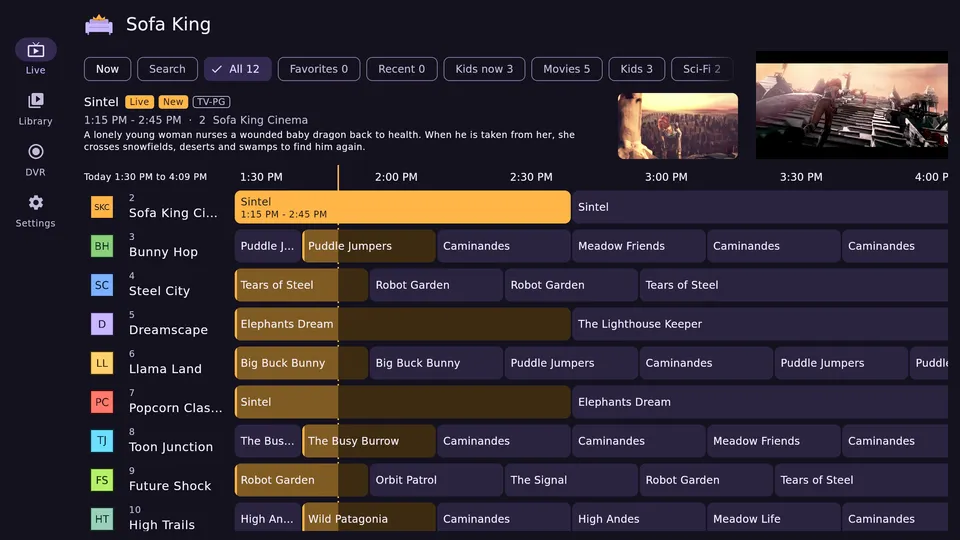 Sofa King
Live
Library
DVR
Settings
Now
Search
All 12
Favorites 0
Recent 0
Kids now 3
Movies 5
Kids 3
Sci-Fi 2
Sintel Live New TV-PG
1:15 PM - 2:45 PM · 2 Sofa King Cinema
A lonely young woman nurses a wounded baby dragon back to health. When he is taken from her, she
crosses snowfields, deserts and swamps to find him again.
Today 1:30 PM to 4:09 PM
1:30 PM
2:00 PM
2:30 PM
3:00 PM
3:30 PM
4:00 P
SKC
2
Sofa King Ci...
Sintel
1:15 PM - 2:45 PM
Sintel
BH
3
Bunny Hop
Puddle J...
Puddle Jumpers
Caminandes
Meadow Friends
Caminandes
Caminandes
SC
4
Steel City
Tears of Steel
Robot Garden
Robot Garden
Tears of Steel
D
5
Dreamscape
Elephants Dream
The Lighthouse Keeper
LL
6
Llama Land
Big Buck Bunny
Big Buck Bunny
Puddle Jumpers
Caminandes
Puddle Jumpers
Puddle
PC
7
Popcorn Clas...
Sintel
Elephants Dream
TJ
8
Toon Junction
The Bus...
The Busy Burrow
Caminandes
Caminandes
Meadow Friends
Caminandes
FS
9
Future Shock
Robot Garden
Orbit Patrol
The Signal
Robot Garden
Tears of Steel
HT
10
High Trails
High An...
Wild Patagonia
Caminandes
High Andes
Meadow Life
Caminandes